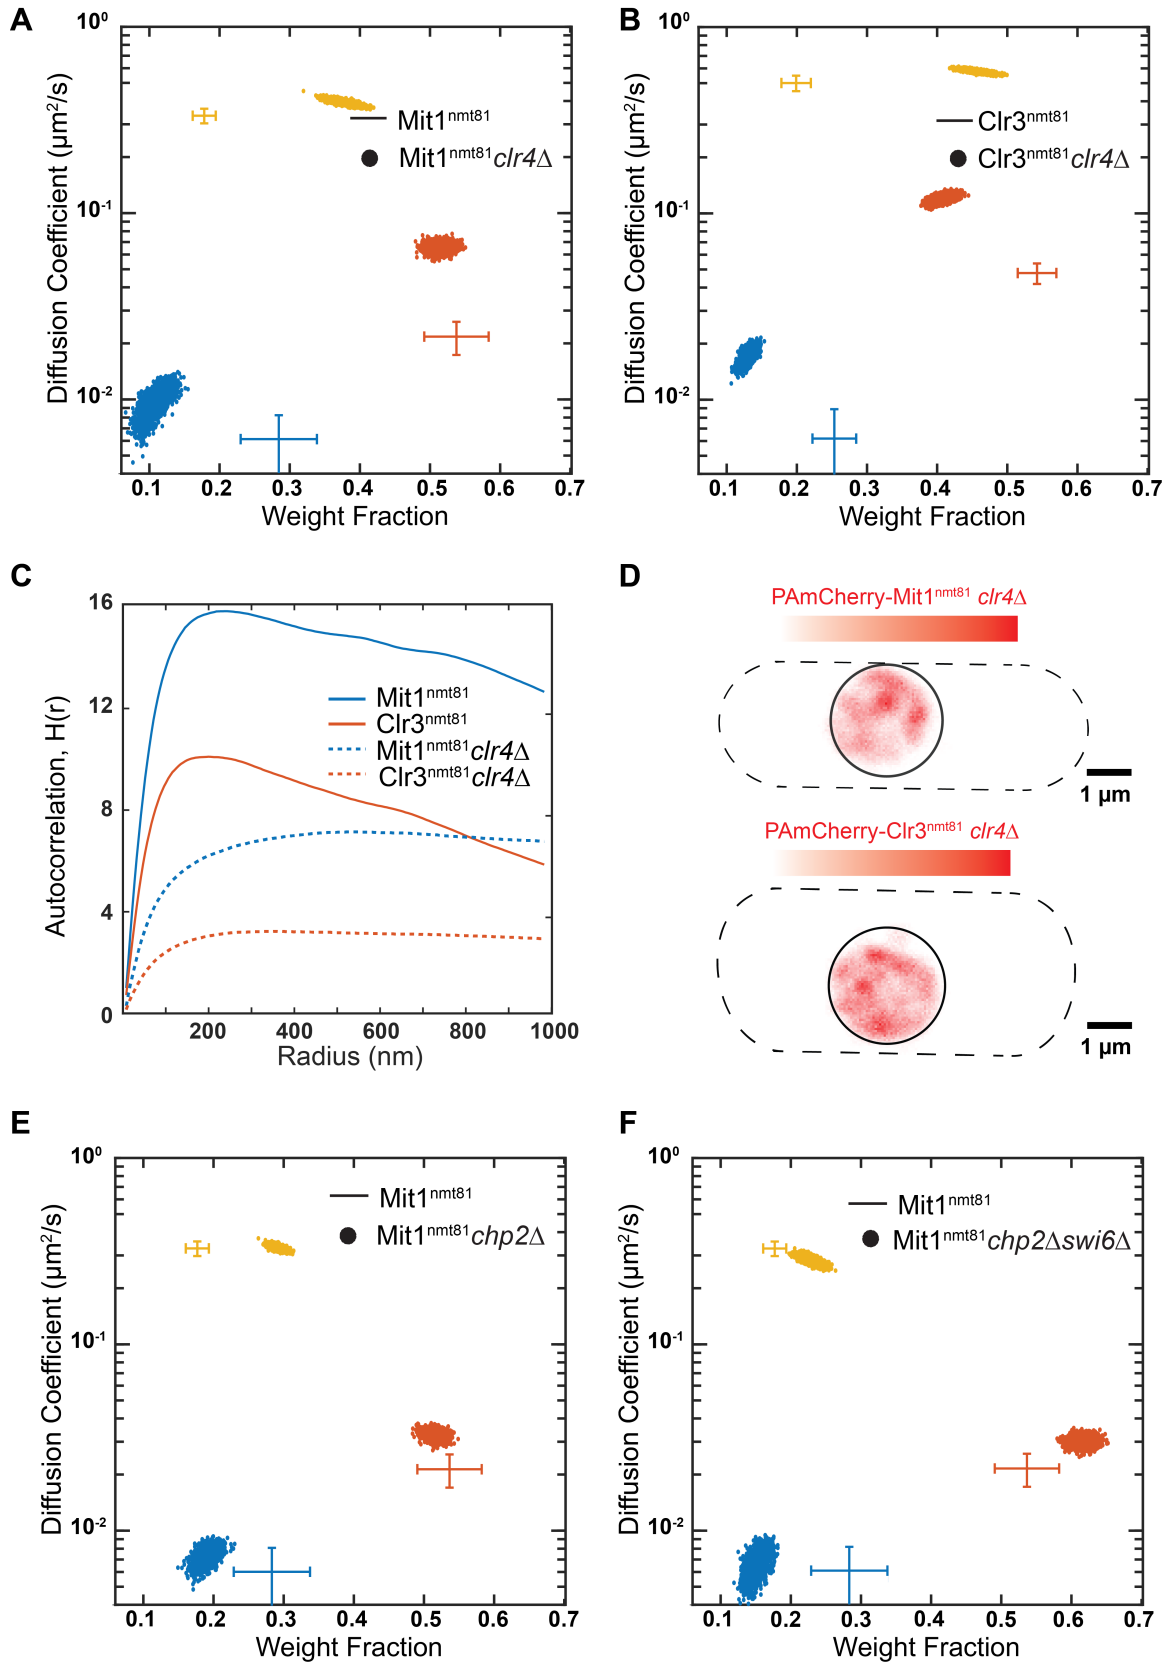 A
10⁰
10⁻¹
10⁻²
Diffusion Coefficient (µm²/s)
Mit1ⁿᵐᵗ⁸¹
Mit1ⁿᵐᵗ⁸¹clr4Δ
0.1 0.2 0.3 0.4 0.5 0.6 0.7
Weight Fraction
B
10⁰
10⁻¹
10⁻²
Diffusion Coefficient (µm²/s)
Clr3ⁿᵐᵗ⁸¹
Clr3ⁿᵐᵗ⁸¹clr4Δ
0.1 0.2 0.3 0.4 0.5 0.6 0.7
Weight Fraction
C
16
12
8
4
0
Autocorrelation, H(r)
Mit1ⁿᵐᵗ⁸¹
Clr3ⁿᵐᵗ⁸¹
Mit1ⁿᵐᵗ⁸¹clr4Δ
Clr3ⁿᵐᵗ⁸¹clr4Δ
200 400 600 800 1000
Radius (nm)
D
PAmCherry-Mit1ⁿᵐᵗ⁸¹ clr4Δ
1 µm
PAmCherry-Clr3ⁿᵐᵗ⁸¹ clr4Δ
1 µm
E
10⁰
10⁻¹
10⁻²
Diffusion Coefficient (µm²/s)
Mit1ⁿᵐᵗ⁸¹
Mit1ⁿᵐᵗ⁸¹chp2Δ
0.1 0.2 0.3 0.4 0.5 0.6 0.7
Weight Fraction
F
10⁰
10⁻¹
10⁻²
Diffusion Coefficient (µm²/s)
Mit1ⁿᵐᵗ⁸¹
Mit1ⁿᵐᵗ⁸¹chp2Δswi6Δ
0.1 0.2 0.3 0.4 0.5 0.6 0.7
Weight Fraction